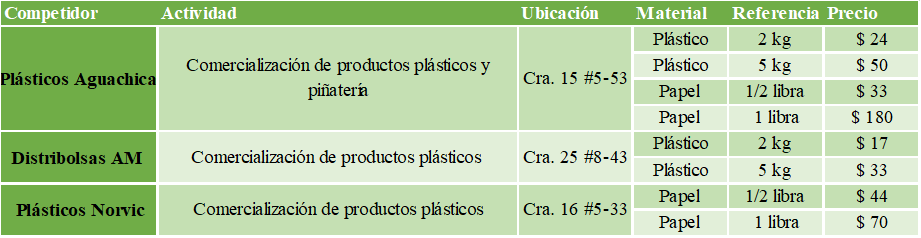 Competidor Actividad Ubicación Material Referencia Precio
Plásticos Aguachica Comercialización de productos plásticos y piñatería Cra. 15 #5-53 Plástico 2 kg $ 24
Plástico 5 kg $ 50
Papel 1/2 libra $ 33
Papel 1 libra $ 180
Distribolsas AM Comercialización de productos plásticos Cra. 25 #8-43 Plástico 2 kg $ 17
Plástico 5 kg $ 33
Plásticos Norvic Comercialización de productos plásticos Cra. 16 #5-33 Papel 1/2 libra $ 44
Papel 1 libra $ 70